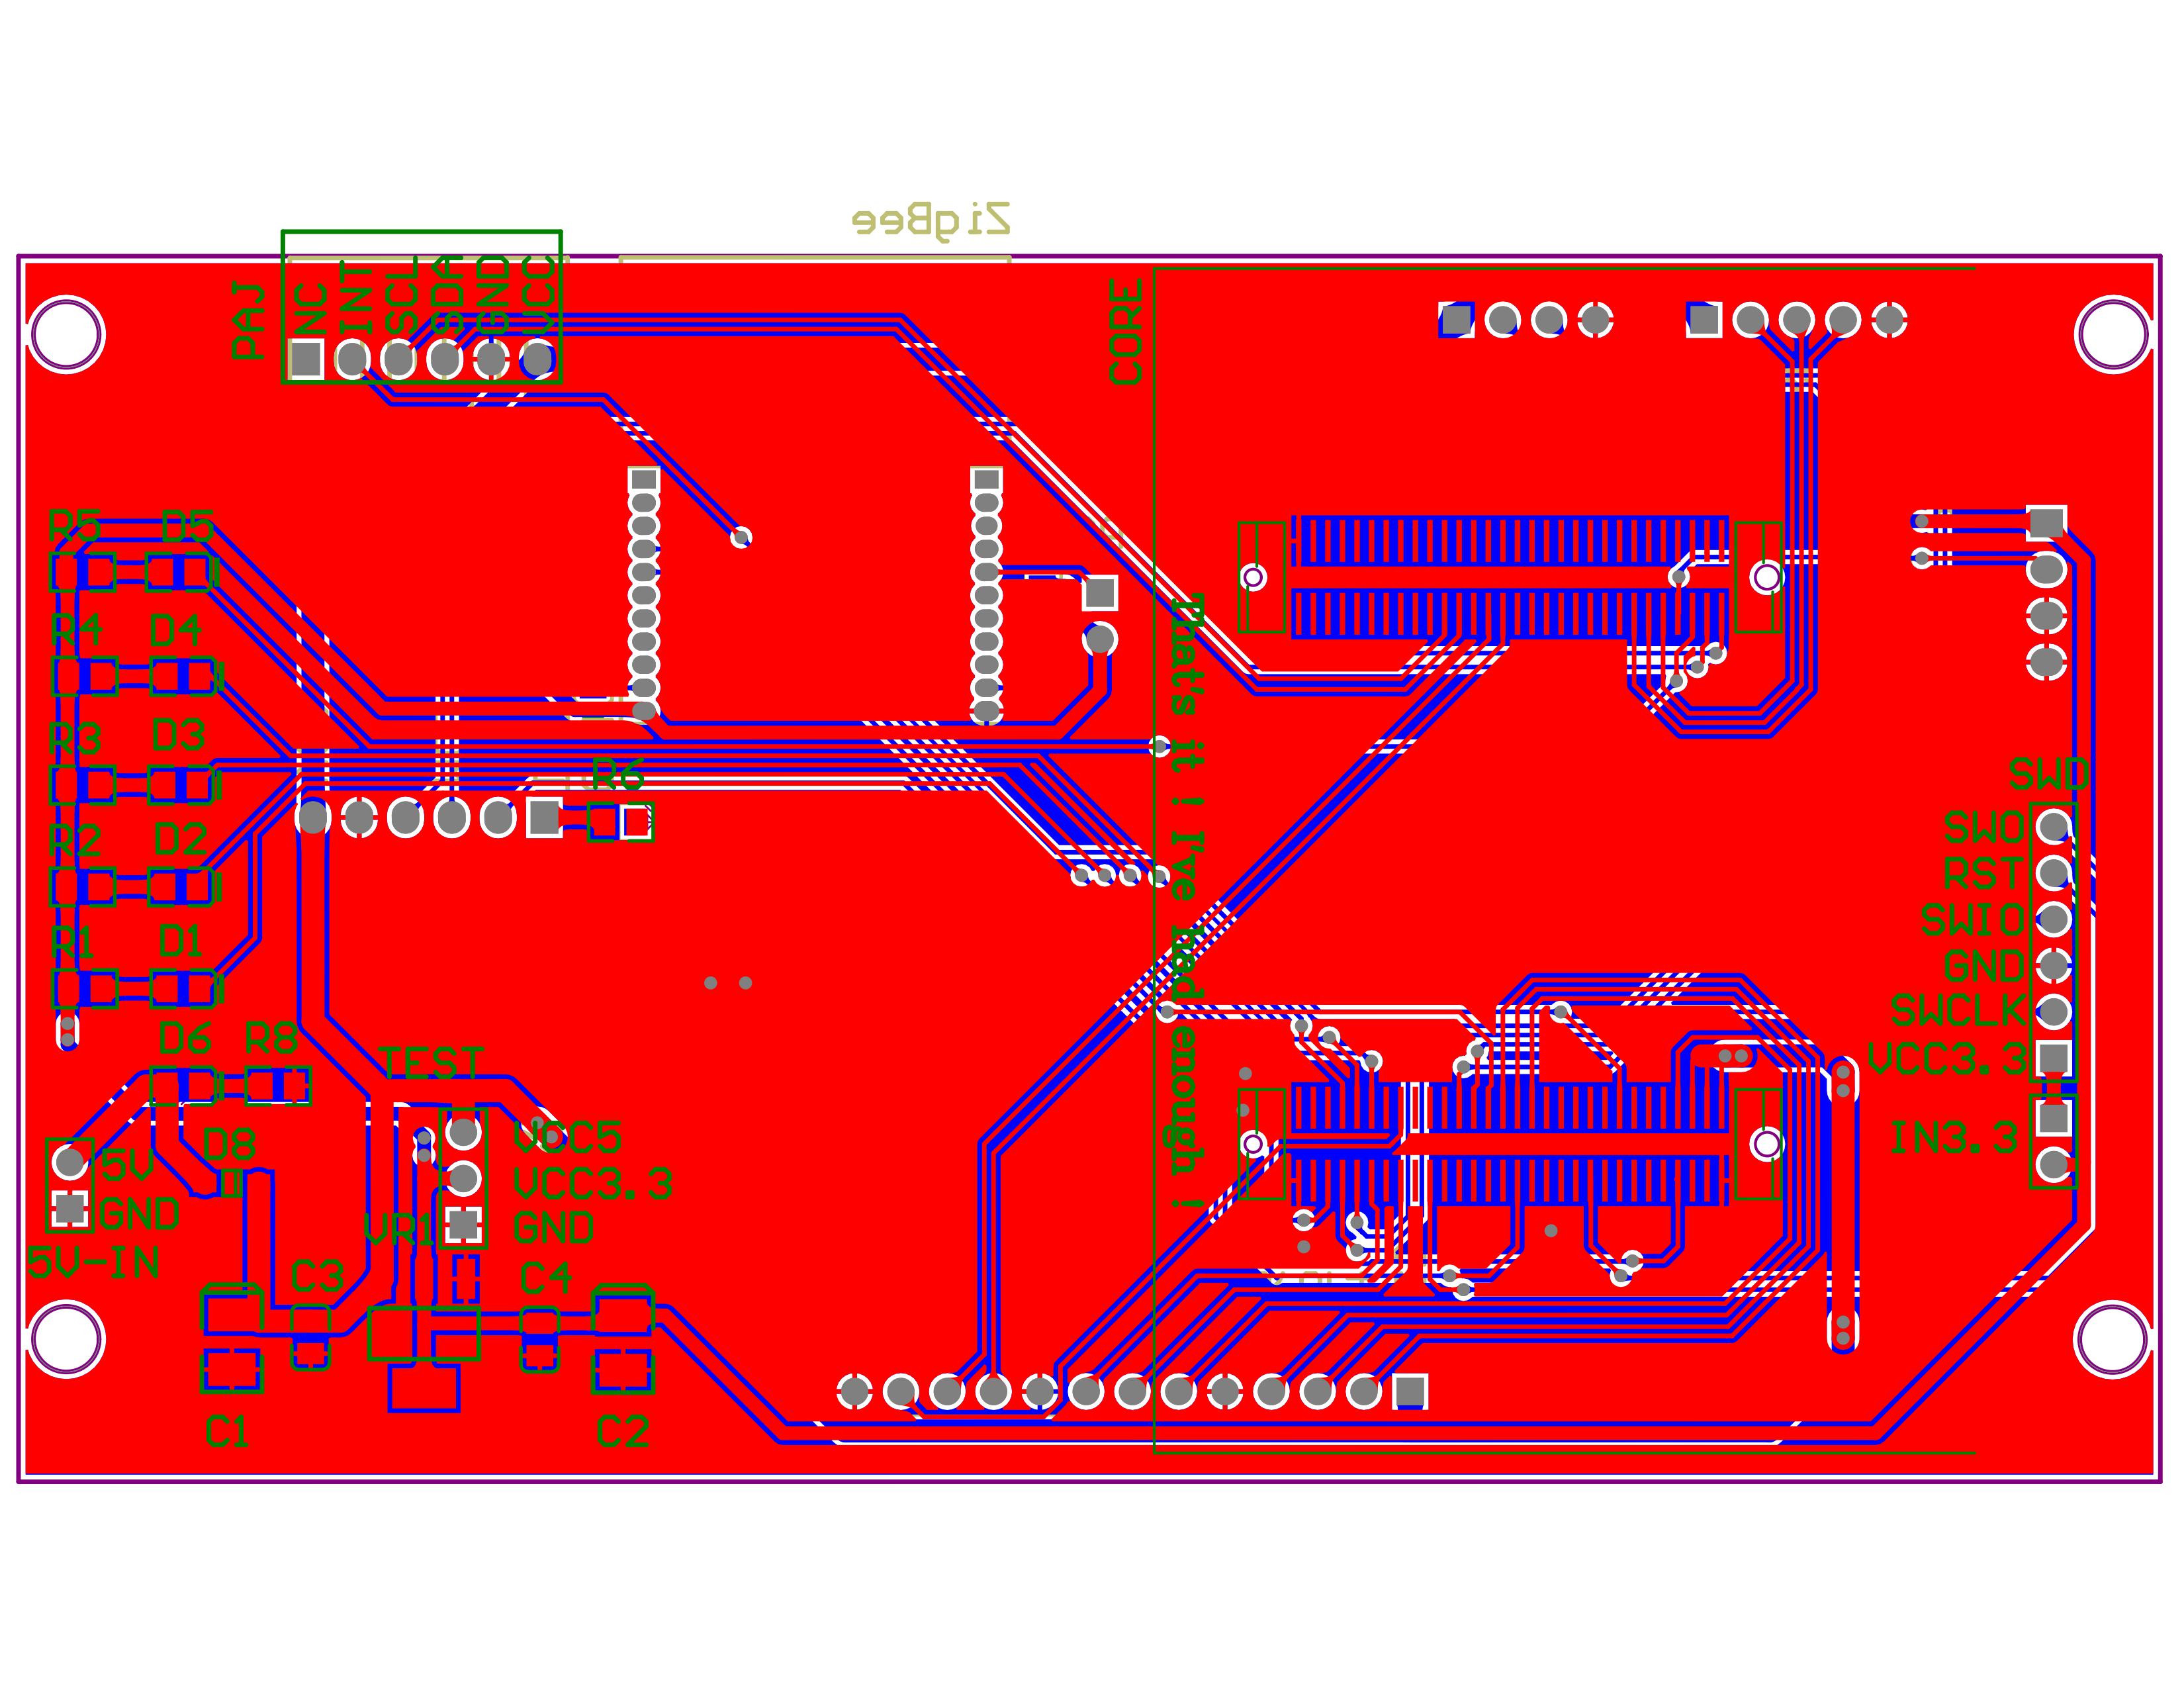 ZigBee
PAJ
NC
INT
SCL
SDA
GND
VCC
CORE
R5 D5
R4 D4
R3 D3
R2 D2
R1 D1
D6 R8
R6
That's it ! I've had enough !
SWD
SWO
RST
SWIO
GND
SWCLK
VCC3.3
IN3.3
TEST
VCC5
VCC3.3
GND
VR1
D8
5V
GND
5V-IN
C3
C4
C1
C2